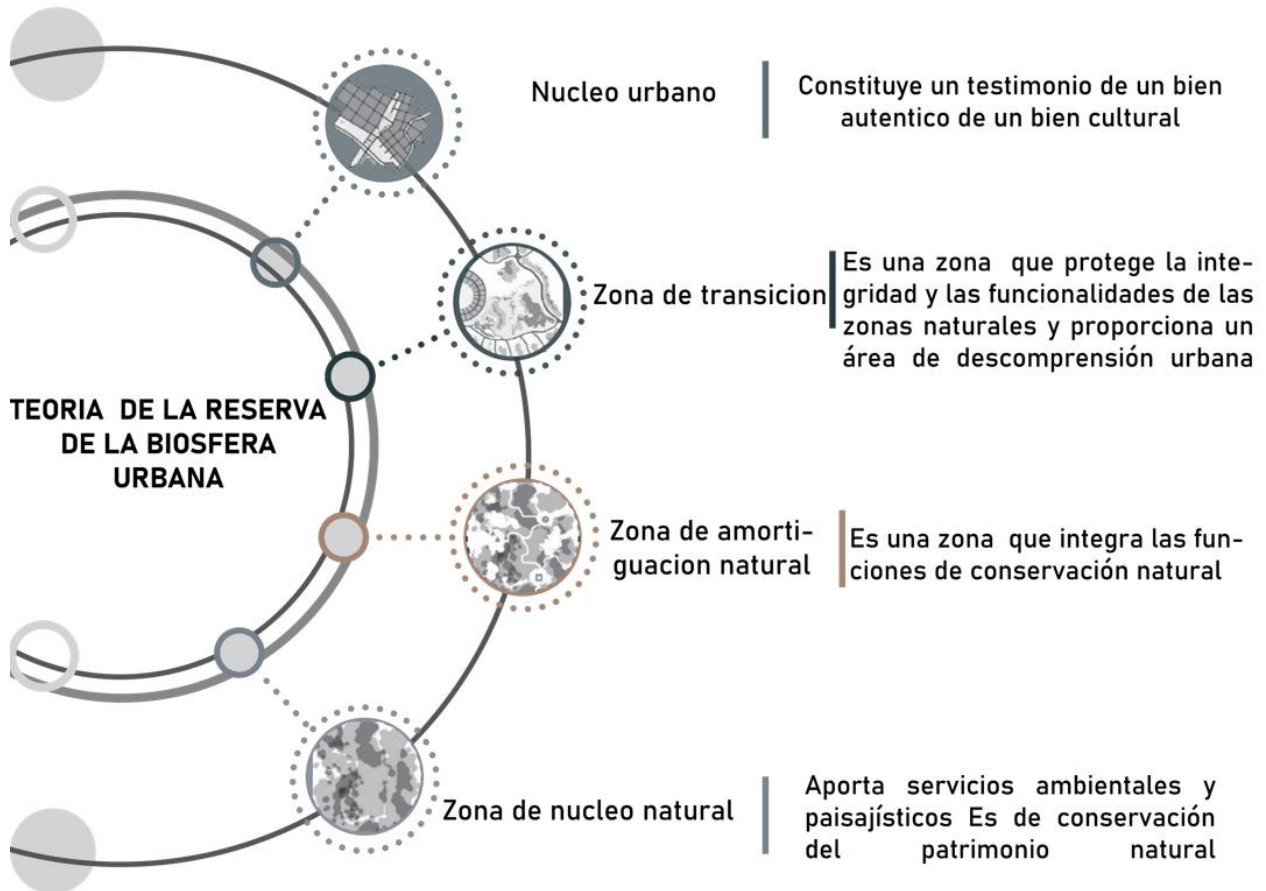 Nucleo urbano
Constituye un testimonio de un bien
autentico de un bien cultural
Zona de transicion
Es una zona que protege la inte-
gridad y las funcionalidades de las
zonas naturales y proporciona un
área de descomprensión urbana
TEORIA DE LA RESERVA
DE LA BIOSFERA
URBANA
Zona de amorti-
guacion natural
Es una zona que integra las fun-
ciones de conservación natural
Zona de nucleo natural
Aporta servicios ambientales y
paisajísticos Es de conservación
del patrimonio natural